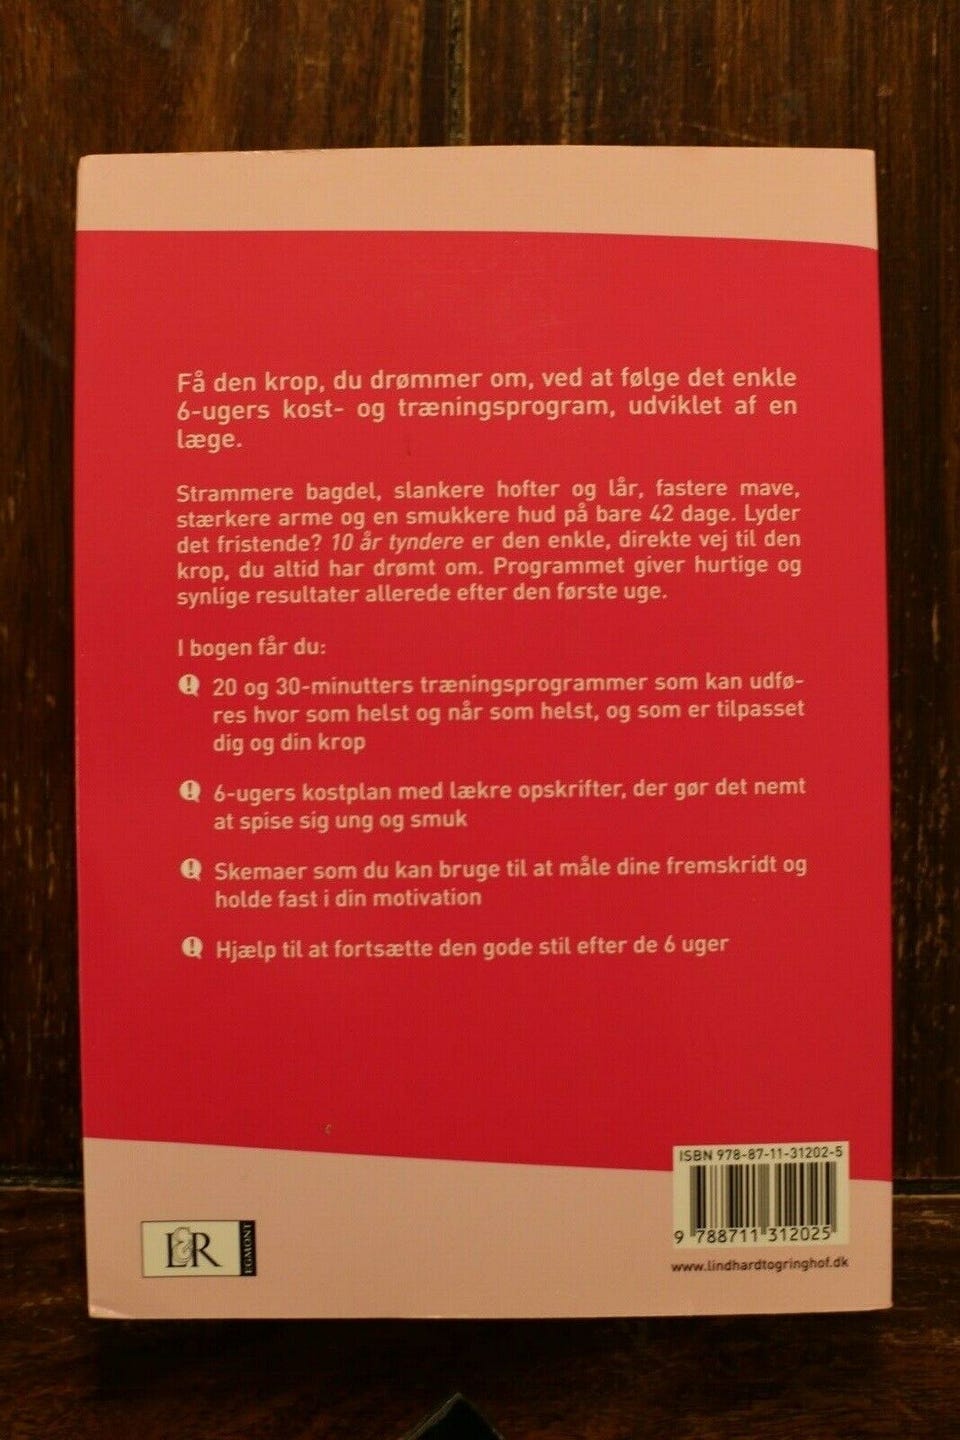 Få den krop, du drømmer om, ved at følge det enkle
6-ugers kost- og træningsprogram, udviklet af en
læge.
Strammere bagdel, slankere hofter og lår, fastere mave,
stærkere arme og en smukkere hud på bare 42 dage. Lyder
det fristende? 10 år tyndere er den enkle, direkte vej til den
krop, du altid har drømt om. Programmet giver hurtige og
synlige resultater allerede efter den første uge.
I bogen får du:
20 og 30-minutters træningsprogrammer som kan udfø-
res hvor som helst og når som helst, og som er tilpasset
dig og din krop
6-ugers kostplan med lækre opskrifter, der gør det nemt
at spise sig ung og smuk
Skemaer som du kan bruge til at måle dine fremskridt og
holde fast i din motivation
Hjælp til at fortsætte den gode stil efter de 6 uger
ISBN 978-87-11-31202-5
9 788711 312025
www.lindhardtogringhof.dk
L&R
EGMONT